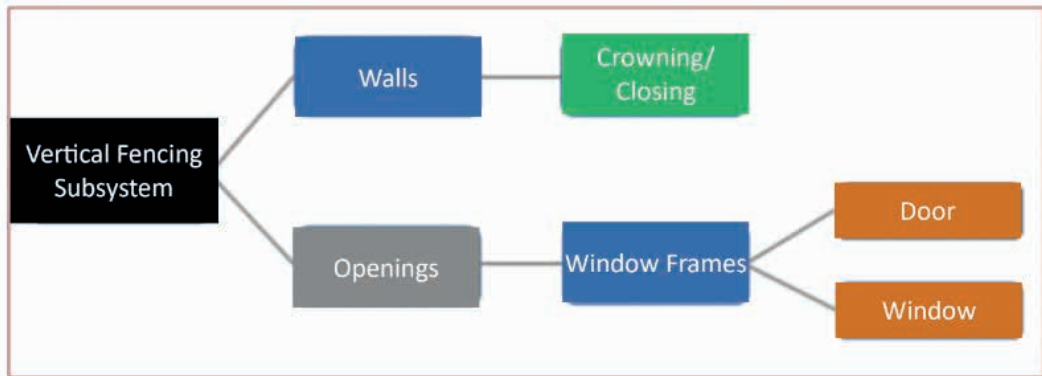 Walls
Crowning/
Closing
Vertical Fencing
Subsystem
Door
Openings
Window Frames
Window